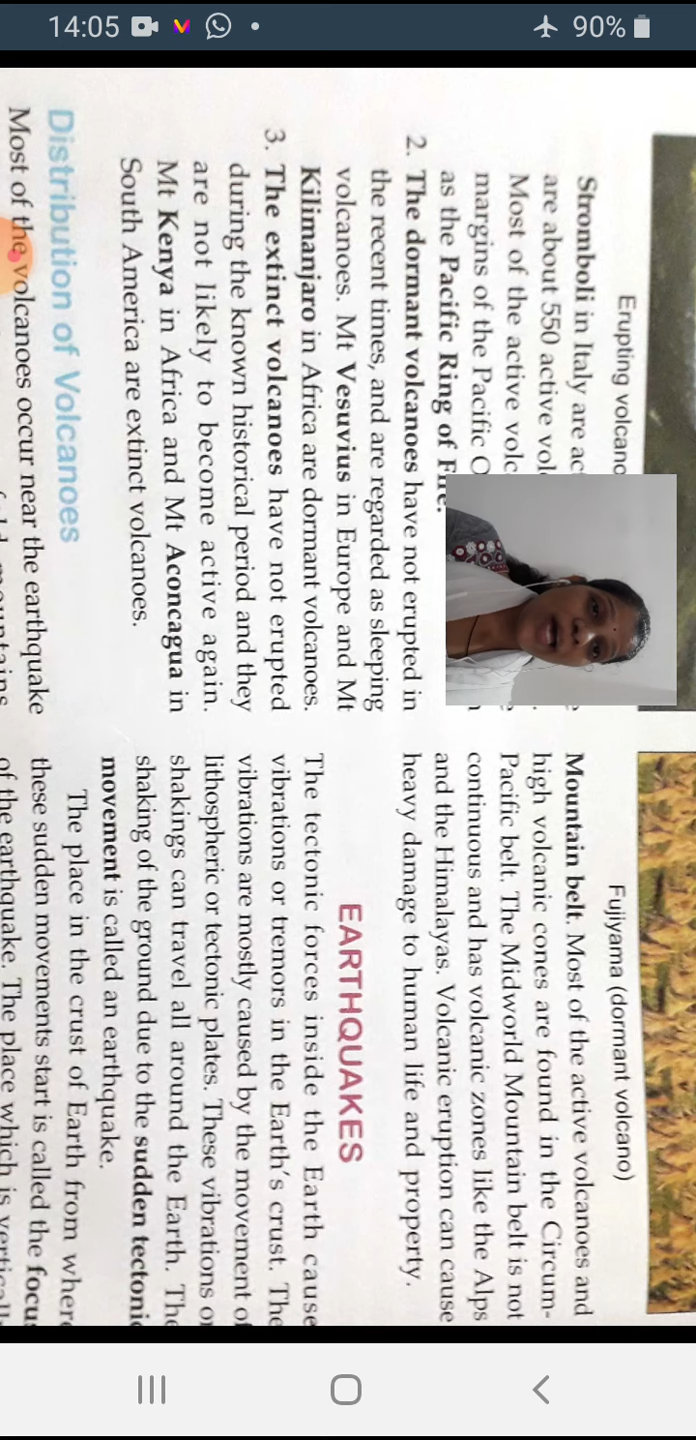 14:05
90%
Erupting volcano
Stromboli in Italy are
are about 550 active
Most of the active
margins of the Pacific
as the Pacific Ring of Fire.
2. The dormant volcanoes have not erupted in
the recent times, and are regarded as sleeping
volcanoes. Mt Vesuvius in Europe and Mt
Kilimanjaro in Africa are dormant volcanoes.
3. The extinct volcanoes have not erupted
during the known historical period and they
are not likely to become active again.
Mt Kenya in Africa and Mt Aconcagua in
South America are extinct volcanoes.
Distribution of Volcanoes
Most of the volcanoes occur near the earthquake
Fujiyama (dormant volcano)
Mountain belt. Most of the active volcanoes and
high volcanic cones are found in the Circum-
Pacific belt. The Midworld Mountain belt is not
continuous and has volcanic zones like the Alps
and the Himalayas. Volcanic eruption can cause
heavy damage to human life and property.
EARTHQUAKES
The tectonic forces inside the Earth cause
vibrations or tremors in the Earth's crust. The
vibrations are mostly caused by the movement of
lithospheric or tectonic plates. These vibrations or
shakings can travel all around the Earth. The
shaking of the ground due to the sudden tectonic
movement is called an earthquake.
The place in the crust of Earth from where
these sudden movements start is called the focus
of the earthquake. The place which is vertically